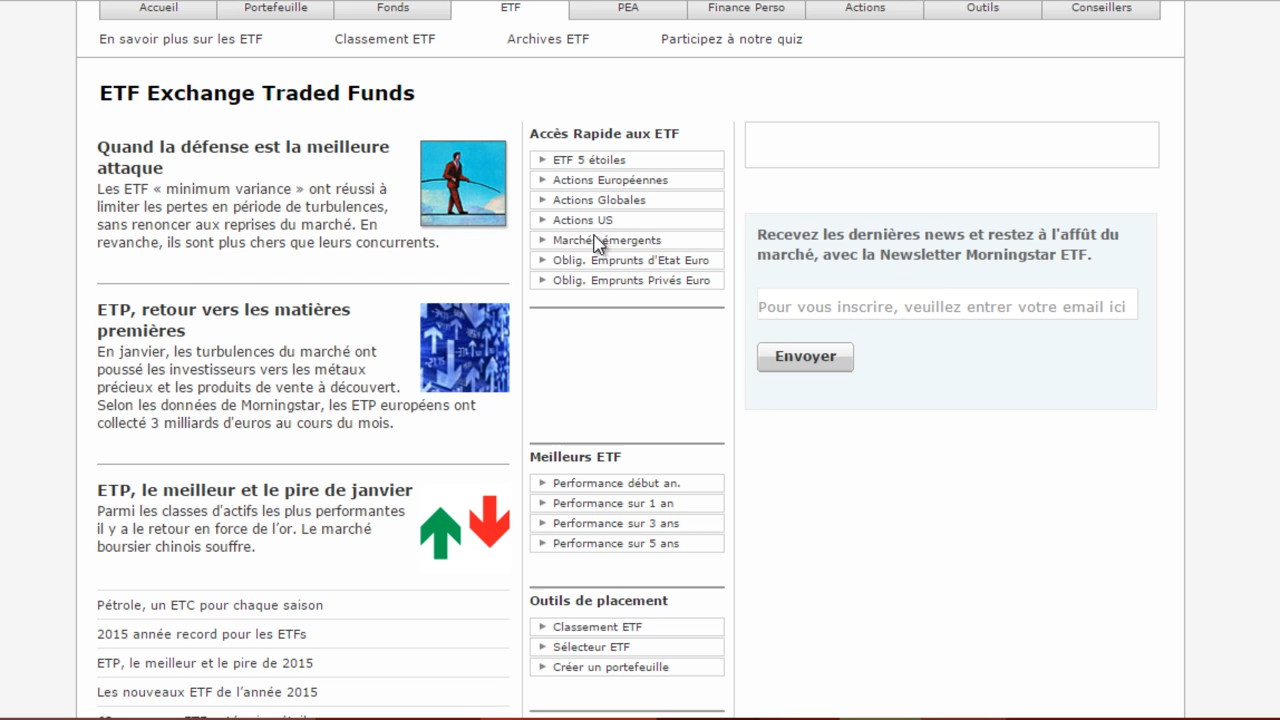 Accueil
Portefeuille
Fonds
ETF
PEA
Finance Perso
Actions
Outils
Conseillers
En savoir plus sur les ETF
Classement ETF
Archives ETF
Participez à notre quiz
ETF Exchange Traded Funds
Quand la défense est la meilleure
attaque
Les ETF « minimum variance » ont réussi à
limiter les pertes en période de turbulences,
sans renoncer aux reprises du marché. En
revanche, ils sont plus chers que leurs concurrents.
ETP, retour vers les matières
premières
En janvier, les turbulences du marché ont
poussé les investisseurs vers les métaux
précieux et les produits de vente à découvert.
Selon les données de Morningstar, les ETP européens ont
collecté 3 milliards d'euros au cours du mois.
ETP, le meilleur et le pire de janvier
Parmi les classes d'actifs les plus performantes
il y a le retour en force de l'or. Le marché
boursier chinois souffre.
Pétrole, un ETC pour chaque saison
2015 année record pour les ETFs
ETP, le meilleur et le pire de 2015
Les nouveaux ETF de l'année 2015
Accès Rapide aux ETF
ETF 5 étoiles
Actions Européennes
Actions Globales
Actions US
Marchés émergents
Oblig. Emprunts d'Etat Euro
Oblig. Emprunts Privés Euro
Meilleurs ETF
Performance début an.
Performance sur 1 an
Performance sur 3 ans
Performance sur 5 ans
Outils de placement
Classement ETF
Sélecteur ETF
Créer un portefeuille
Recevez les dernières news et restez à l'affût du
marché, avec la Newsletter Morningstar ETF.
Pour vous inscrire, veuillez entrer votre email ici
Envoyer